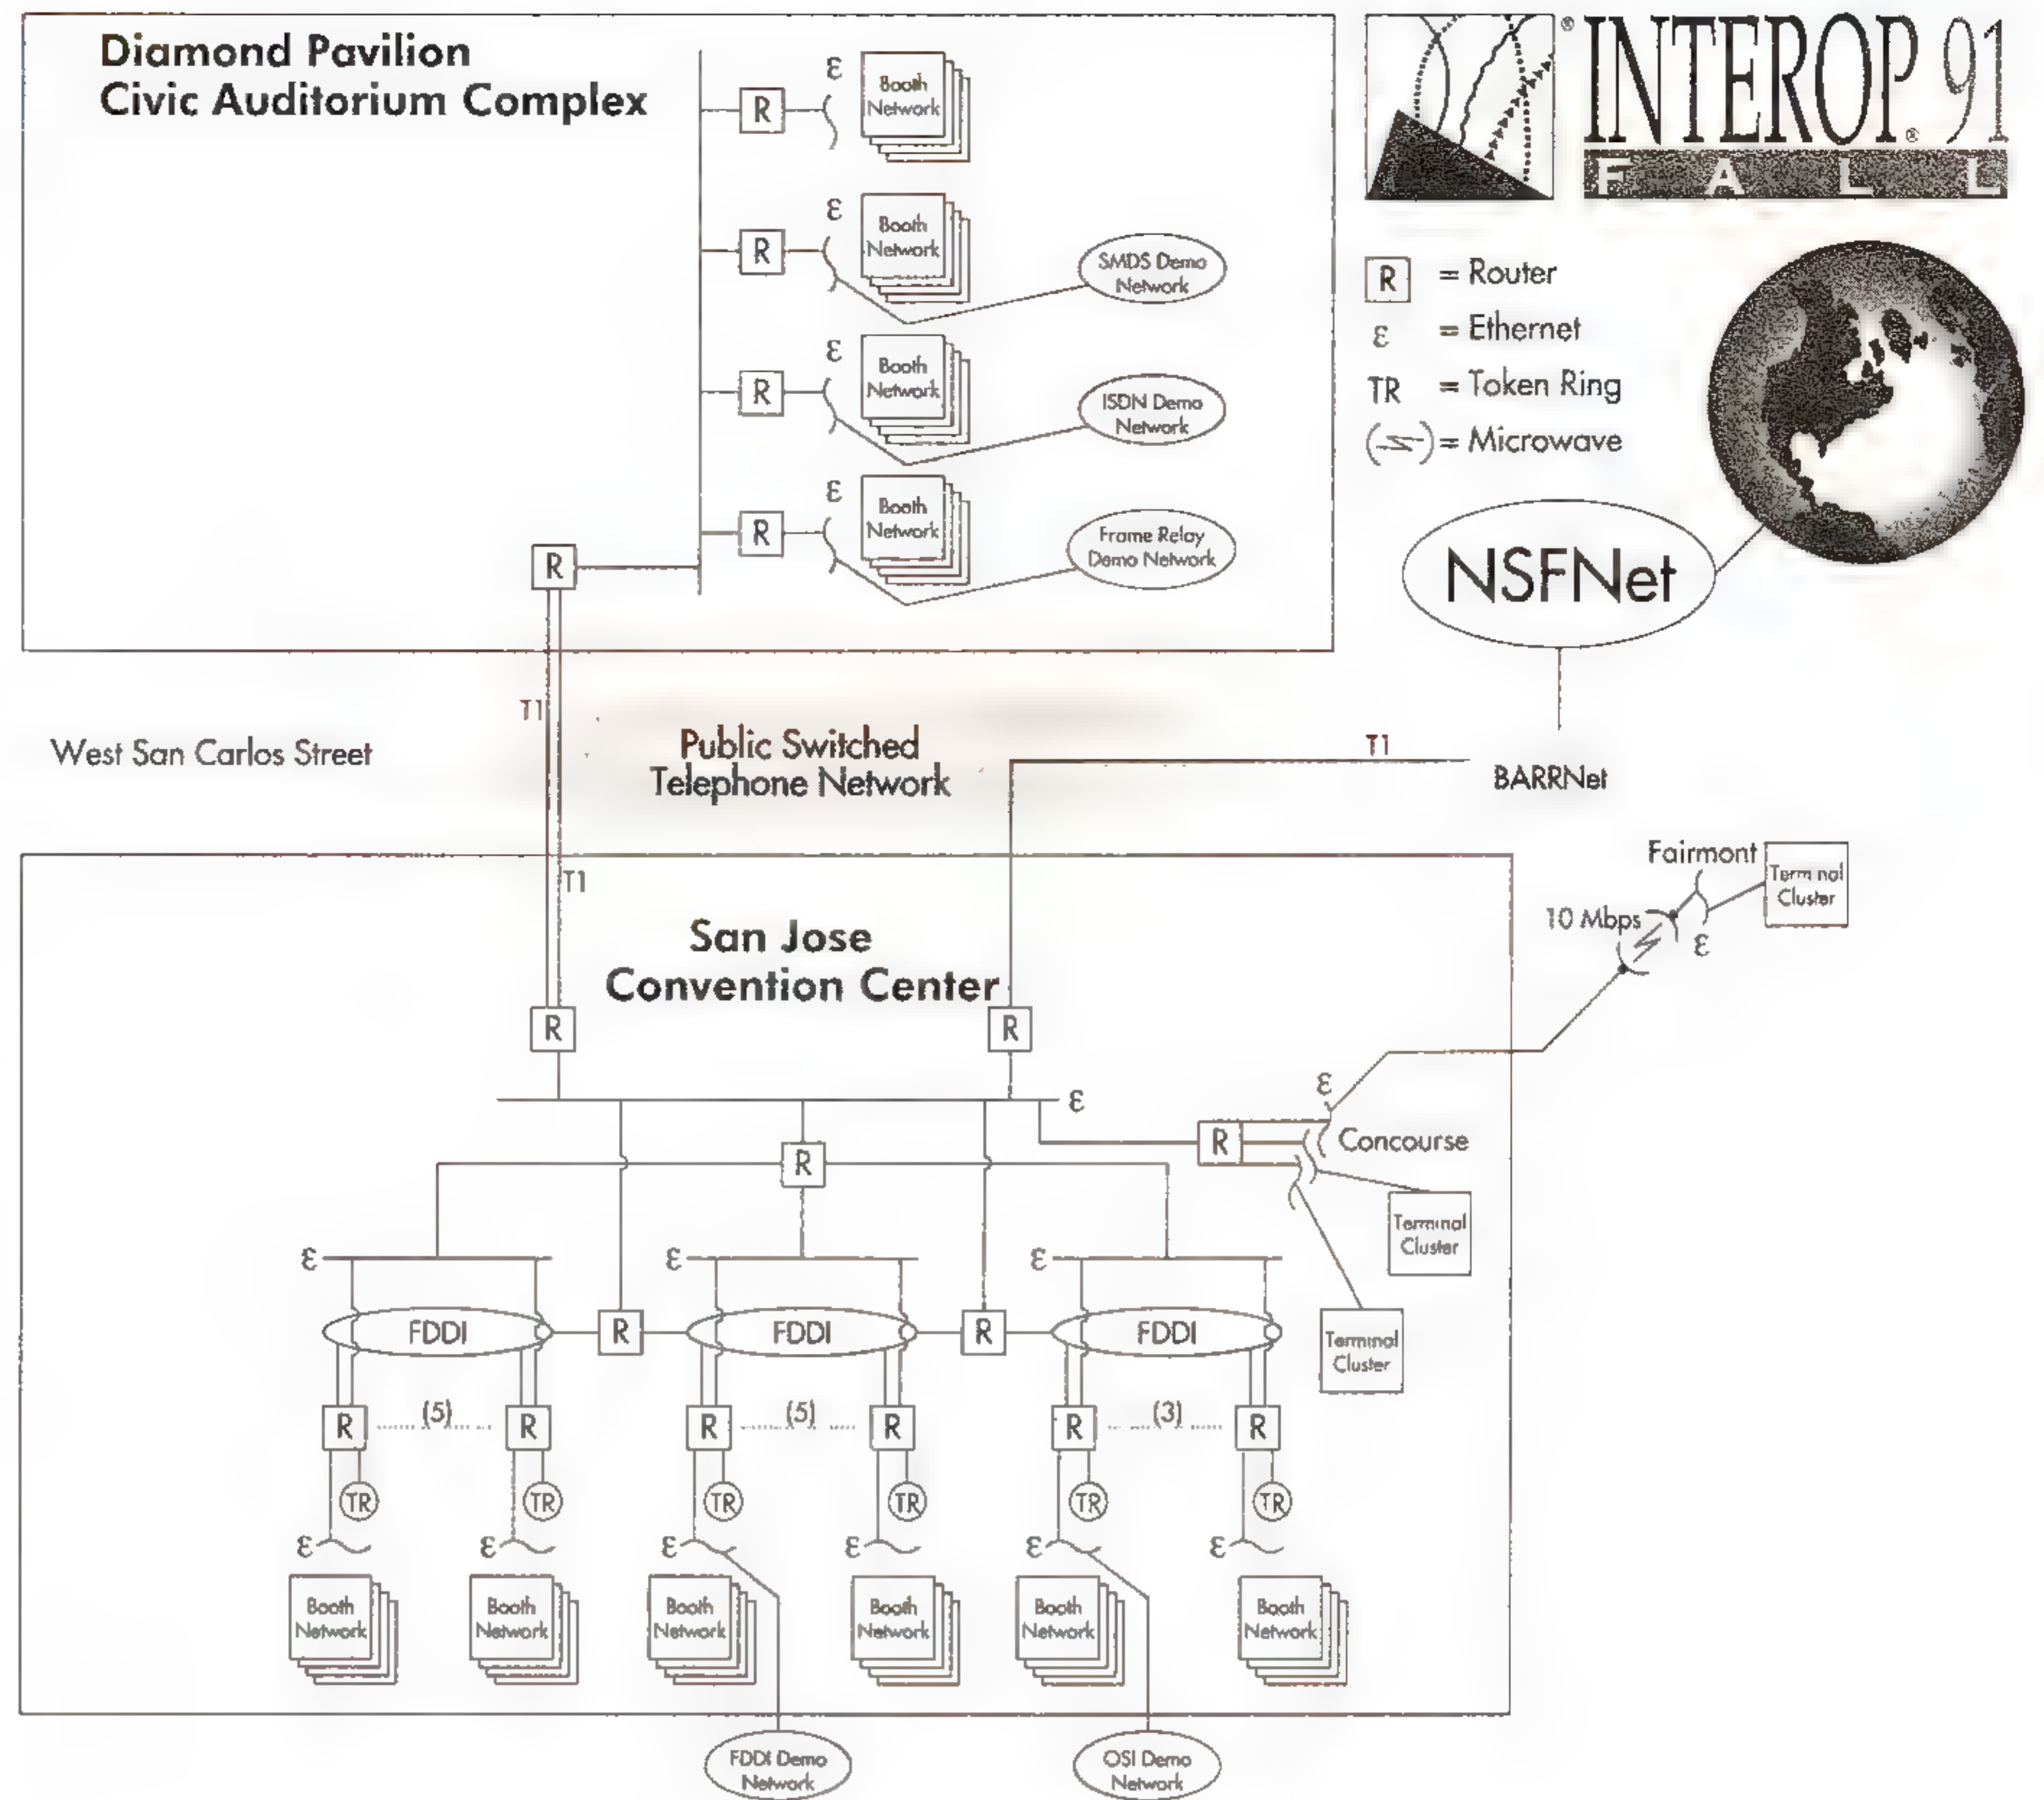 Diamond Pavilion
Civic Auditorium Complex
R
ε
Booth
Network
R
ε
Booth
Network
SMDS Demo
Network
R
ε
Booth
Network
ISDN Demo
Network
R
ε
Booth
Network
Frame Relay
Demo Network
R
® INTEROP® 91
FALL
R = Router
ε = Ethernet
TR = Token Ring
( ) = Microwave
NSFNet
T1
West San Carlos Street
Public Switched
Telephone Network
T1
BARRNet
T1
San Jose
Convention Center
Fairmont
Terminal
Cluster
10 Mbps
ε
R
R
ε
ε
R
Concourse
R
Terminal
Cluster
Terminal
Cluster
ε
ε
ε
FDDI
R
FDDI
R
FDDI
R (5) R
R (5) R
R (3) R
TR
TR
TR
TR
TR
TR
ε
ε
ε
ε
ε
ε
Booth
Network
Booth
Network
Booth
Network
Booth
Network
Booth
Network
Booth
Network
FDDI Demo
Network
OSI Demo
Network